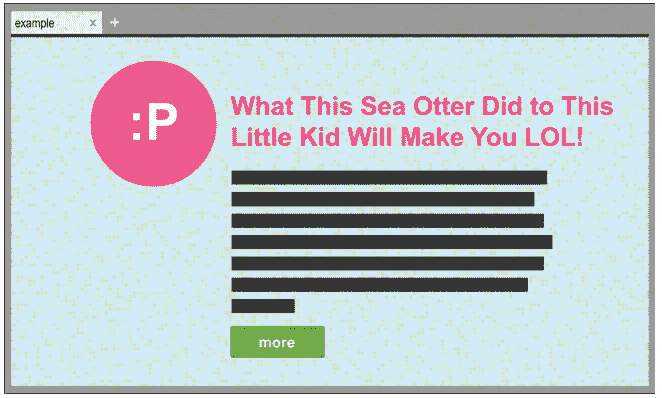 example x +
:P
What This Sea Otter Did to This
Little Kid Will Make You LOL!
more